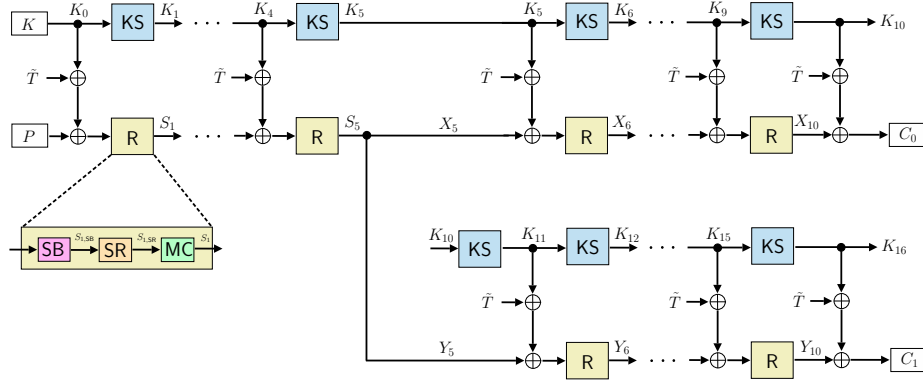 K K₀ KS K₁ · · · K₄ KS K₅ K₅ KS K₆ · · · K₉ KS K₁₀
T̃ T̃ T̃ T̃ T̃
P R S₁ · · · R S₅ X₅ R X₆ · · · R X₁₀ C₀
SB S₁,SB SR S₁,SR MC S₁
K₁₀ KS K₁₁ KS K₁₂ · · · K₁₅ KS K₁₆
T̃ T̃ T̃
Y₅ R Y₆ · · · R Y₁₀ C₁